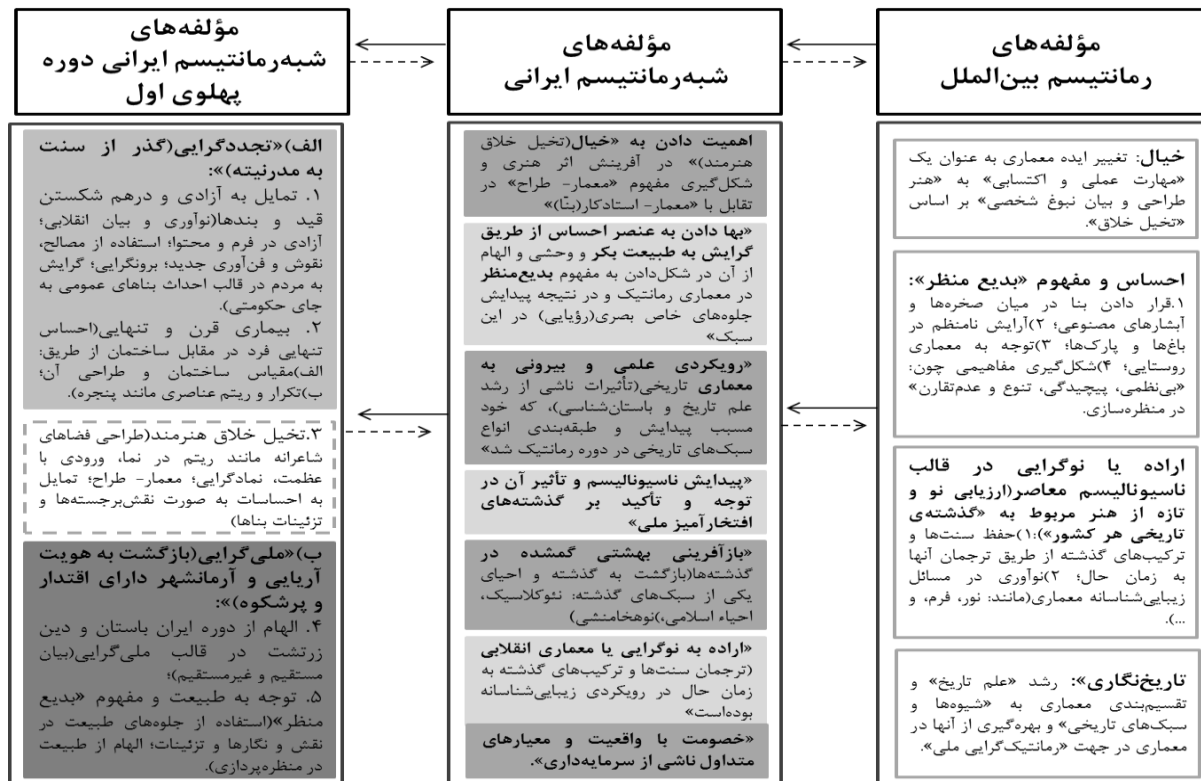 مؤلفه‌های
رمانتیسم بین‌الملل
خیال: تغییر ایده معماری به عنوان یک
«مهارت عملی و اکتسابی» به «هنر
طراحی و بیان نبوغ شخصی» بر اساس
«تخیل خلاق».
احساس و مفهوم «بدیع منظر»:
۱.قرار دادن بنا در میان صخره‌ها و
آبشارهای مصنوعی؛ ۲)آرایش نامنظم در
باغ‌ها و پارک‌ها؛ ۳)توجه به معماری
روستایی؛ ۴)شکل‌گیری مفاهیمی چون:
«بی‌نظمی، پیچیدگی، تنوع و عدم‌تقارن»
در منظره‌سازی.
اراده یا نوگرایی در قالب
ناسیونالیسم معاصر(ارزیابی نو و
تازه از هنر مربوط به «گذشته‌ی
تاریخی هر کشور»):۱)حفظ سنت‌ها و
ترکیب‌های گذشته از طریق ترجمان آنها
به زمان حال؛ ۲)نوآوری در مسائل
زیبایی‌شناسانه معماری(مانند: نور، فرم، و
...).
تاریخ‌نگاری»: رشد «علم تاریخ» و
تقسیم‌بندی معماری به «شیوه‌ها و
سبک‌های تاریخی» و بهره‌گیری از آنها در
معماری در جهت «رمانتیک‌گرایی ملی».
مؤلفه‌های
شبه‌رمانتیسم ایرانی
اهمیت دادن به «خیال(تخیل خلاق
هنرمند)» در آفرینش اثر هنری و
شکل‌گیری مفهوم «معمار- طراح» در
تقابل با «معمار- استادکار(بنّا)»
«بها دادن به عنصر احساس از طریق
گرایش به طبیعت بکر و وحشی و الهام
از آن در شکل‌دادن به مفهوم بدیع‌منظر
در معماری رمانتیک و در نتیجه پیدایش
جلوه‌های خاص بصری(رؤیایی) در این
سبک»
«رویکردی علمی و بیرونی به
معماری تاریخی(تأثیرات ناشی از رشد
علم تاریخ و باستان‌شناسی)، که خود
مسبب پیدایش و طبقه‌بندی انواع
سبک‌های تاریخی در دوره رمانتیک شد»
«پیدایش ناسیونالیسم و تأثیر آن در
توجه و تأکید بر گذشته‌های
افتخارآمیز ملی»
«بازآفرینی بهشتی گمشده در
گذشته‌ها(بازگشت به گذشته و احیای
یکی از سبک‌های گذشته: نئوکلاسیک،
احیاء اسلامی،)نوهخامنشی)
«اراده به نوگرایی یا معماری انقلابی
(ترجمان سنت‌ها و ترکیب‌های گذشته به
زمان حال در رویکردی زیبایی‌شناسانه
بوده‌است»
«خصومت با واقعیت و معیارهای
متداول ناشی از سرمایه‌داری».
مؤلفه‌های
شبه‌رمانتیسم ایرانی دوره
پهلوی اول
الف)«تجددگرایی(گذر از سنت
به مدرنیته)»:
۱. تمایل به آزادی و درهم شکستن
قید و بندها(نوآوری و بیان انقلابی؛
آزادی در فرم و محتوا؛ استفاده از مصالح،
نقوش و فن‌آوری جدید؛ برونگرایی؛ گرایش
به مردم در قالب احداث بناهای عمومی به
جای حکومتی).
۲. بیماری قرن و تنهایی(احساس
تنهایی فرد در مقابل ساختمان از طریق:
الف)مقیاس ساختمان و طراحی آن؛
ب)تکرار و ریتم عناصری مانند پنجره).
۳.تخیل خلاق هنرمند(طراحی فضاهای
شاعرانه مانند ریتم در نما، ورودی با
عظمت، نمادگرایی؛ معمار- طراح؛ تمایل
به احساسات به صورت نقش‌برجسته‌ها و
تزئینات بناها)
ب)«ملی‌گرایی(بازگشت به هویت
آریایی و آرمانشهر دارای اقتدار
و پرشکوه)»:
۴. الهام از دوره ایران باستان و دین
زرتشت در قالب ملی‌گرایی(بیان
مستقیم و غیرمستقیم)؛
۵. توجه به طبیعت و مفهوم «بدیع
منظر»(استفاده از جلوه‌های طبیعت در
نقش و نگارها و تزئینات؛ الهام از طبیعت
در منظره‌پردازی).